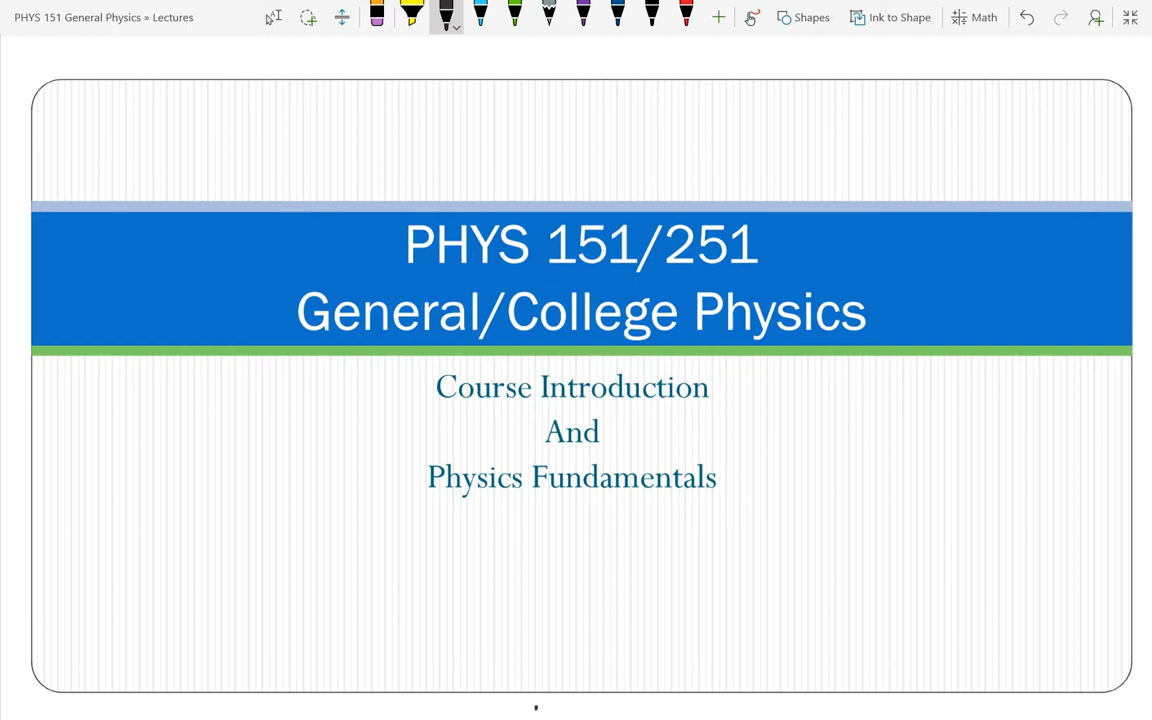 PHYS 151 General Physics » Lectures
Shapes
Ink to Shape
Math
PHYS 151/251
General/College Physics
Course Introduction
And
Physics Fundamentals